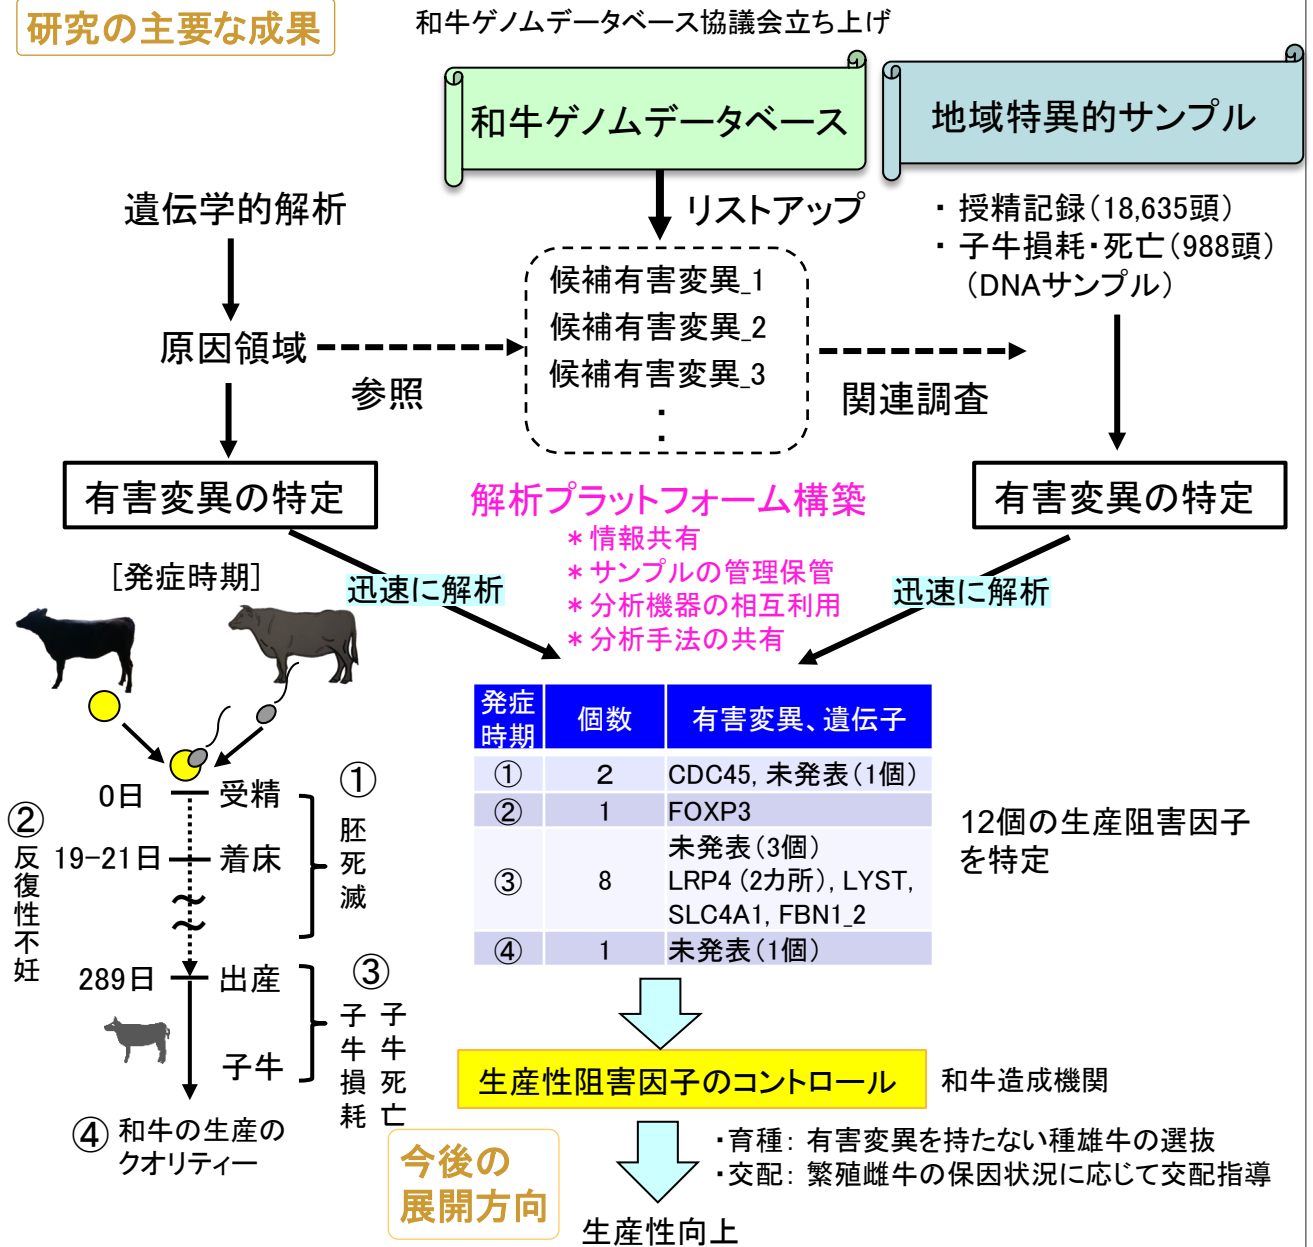 研究の主要な成果
和牛ゲノムデータベース協議会立ち上げ
和牛ゲノムデータベース
地域特異的サンプル
遺伝学的解析
リストアップ
・授精記録(18,635頭)
・子牛損耗・死亡(988頭)
(DNAサンプル)
候補有害変異_1
候補有害変異_2
候補有害変異_3
・
・
原因領域
参照
関連調査
有害変異の特定
有害変異の特定
解析プラットフォーム構築
*情報共有
*サンプルの管理保管
*分析機器の相互利用
*分析手法の共有
迅速に解析
迅速に解析
[発症時期]
0日
受精
19-21日
着床
289日
出産
子牛
①
胚死滅
②
反復性不妊
③
子牛死亡
子牛損耗
④ 和牛の生産の
クオリティー
発症時期 個数 有害変異、遺伝子
① 2 CDC45, 未発表(1個)
② 1 FOXP3
③ 8 未発表(3個)
LRP4 (2カ所), LYST,
SLC4A1, FBN1_2
④ 1 未発表(1個)
12個の生産阻害因子
を特定
生産性阻害因子のコントロール
和牛造成機関
今後の
展開方向
・育種: 有害変異を持たない種雄牛の選抜
・交配: 繁殖雌牛の保因状況に応じて交配指導
生産性向上